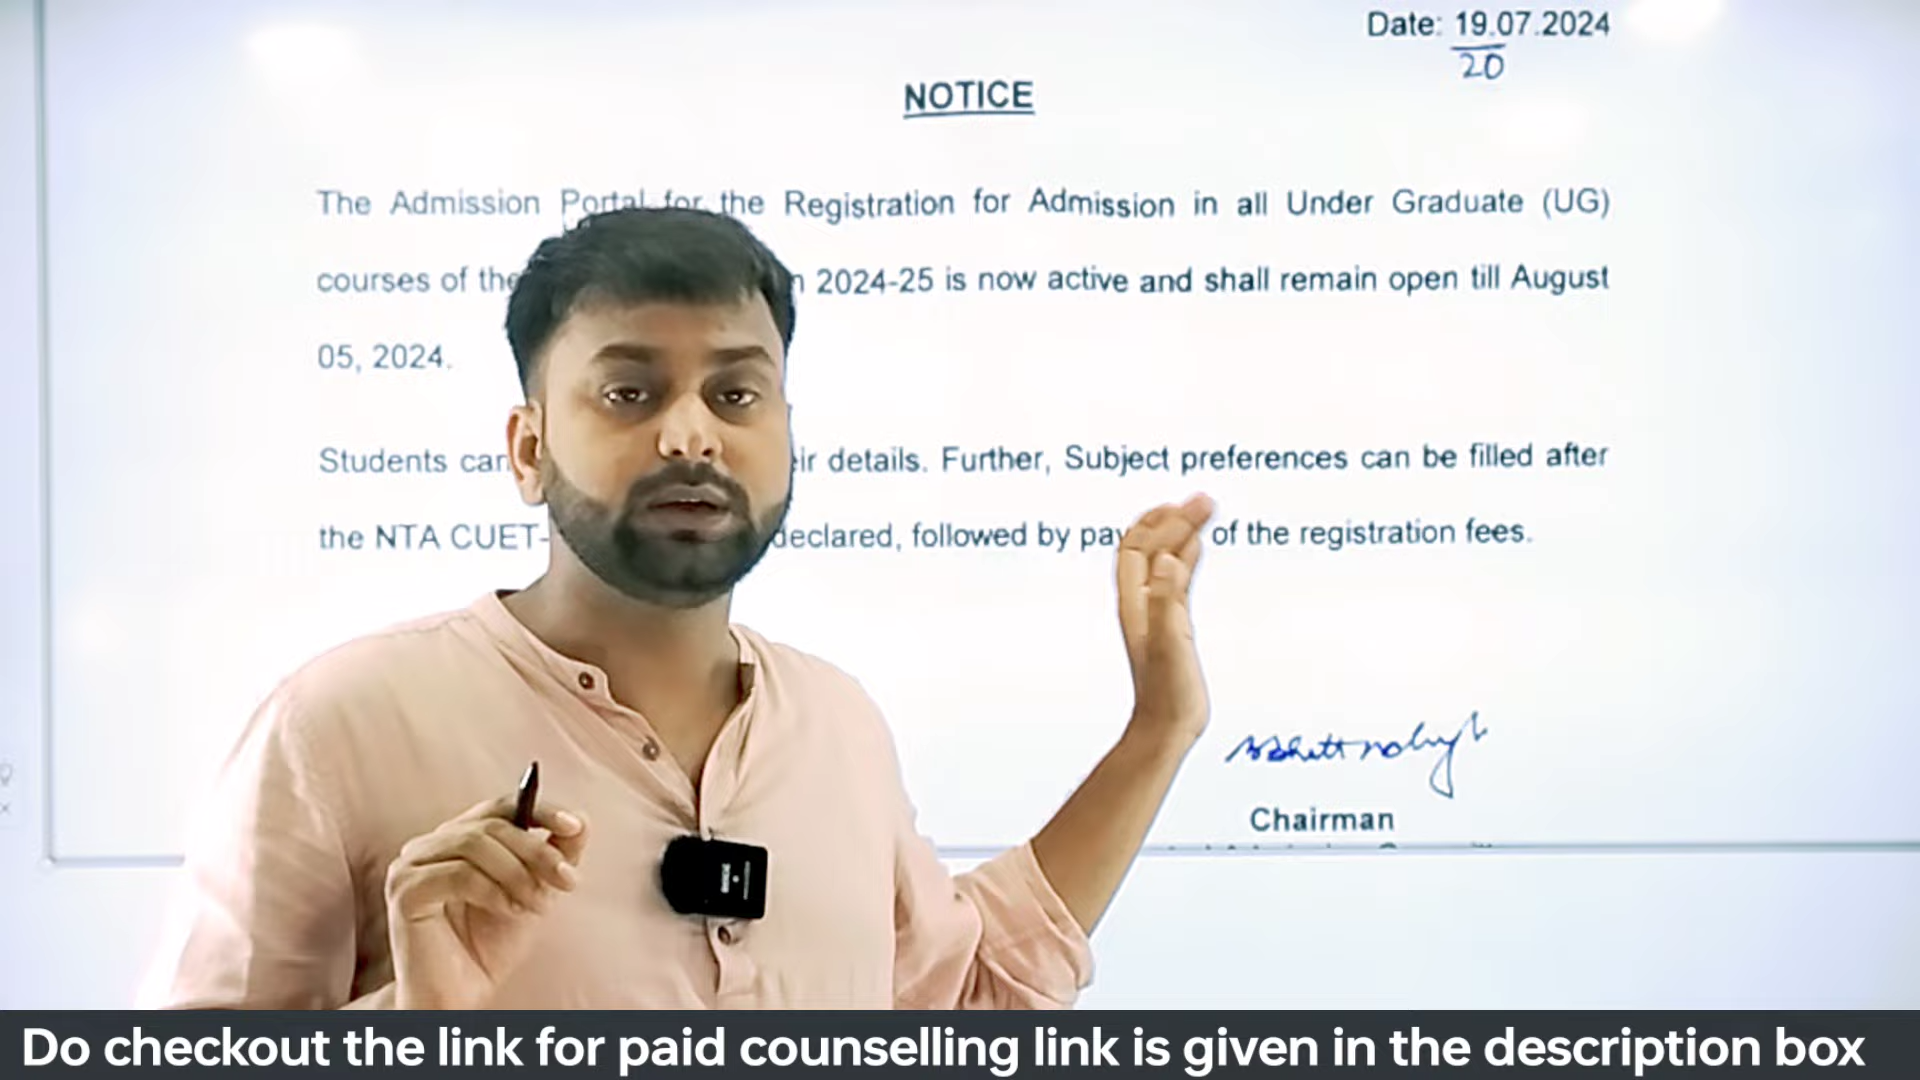 Date: 19.07.2024
20
NOTICE
The Admission Portal for the Registration for Admission in all Under Graduate (UG)
courses of the 2024-25 is now active and shall remain open till August
05, 2024.
Students can details. Further, Subject preferences can be filled after
the NTA CUET- declared, followed by of the registration fees.
Chairman
Do checkout the link for paid counselling link is given in the description box